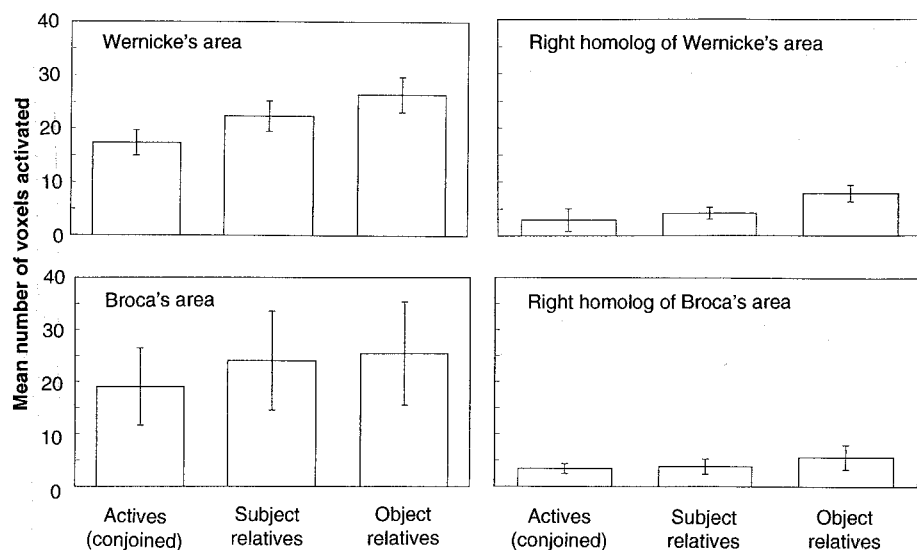 Mean number of voxels activated
40
30
20
10
0
Wernicke's area
Right homolog of Wernicke's area
40
30
20
10
0
Broca's area
Right homolog of Broca's area
Actives
(conjoined)
Subject
relatives
Object
relatives
Actives
(conjoined)
Subject
relatives
Object
relatives